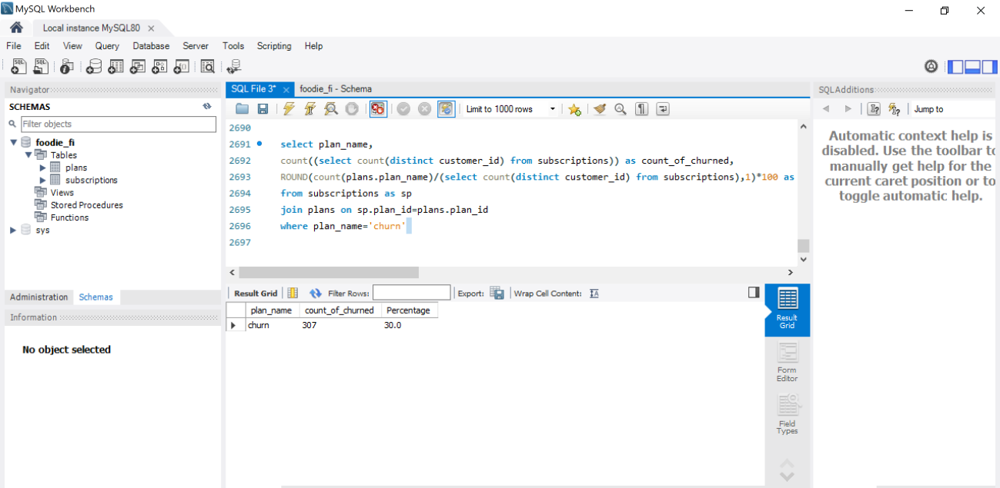 MySQL Workbench
Local instance MySQL80
File Edit View Query Database Server Tools Scripting Help
Navigator
SCHEMAS
Filter objects
foodie_fi
Tables
plans
subscriptions
Views
Stored Procedures
Functions
sys
Administration Schemas
Information
No object selected
SQL File 3* foodie_fi - Schema
Limit to 1000 rows
2690
2691 select plan_name,
2692 count((select count(distinct customer_id) from subscriptions)) as count_of_churned,
2693 ROUND(count(plans.plan_name)/(select count(distinct customer_id) from subscriptions),1)*100 as
2694 from subscriptions as sp
2695 join plans on sp.plan_id=plans.plan_id
2696 where plan_name='churn'
2697
Result Grid Filter Rows: Export: Wrap Cell Content:
plan_name count_of_churned Percentage
churn 307 30.0
Result
Grid
Form
Editor
Field
Types
SQLAdditions
Jump to
Automatic context help is
disabled. Use the toolbar to
manually get help for the
current caret position or to
toggle automatic help.